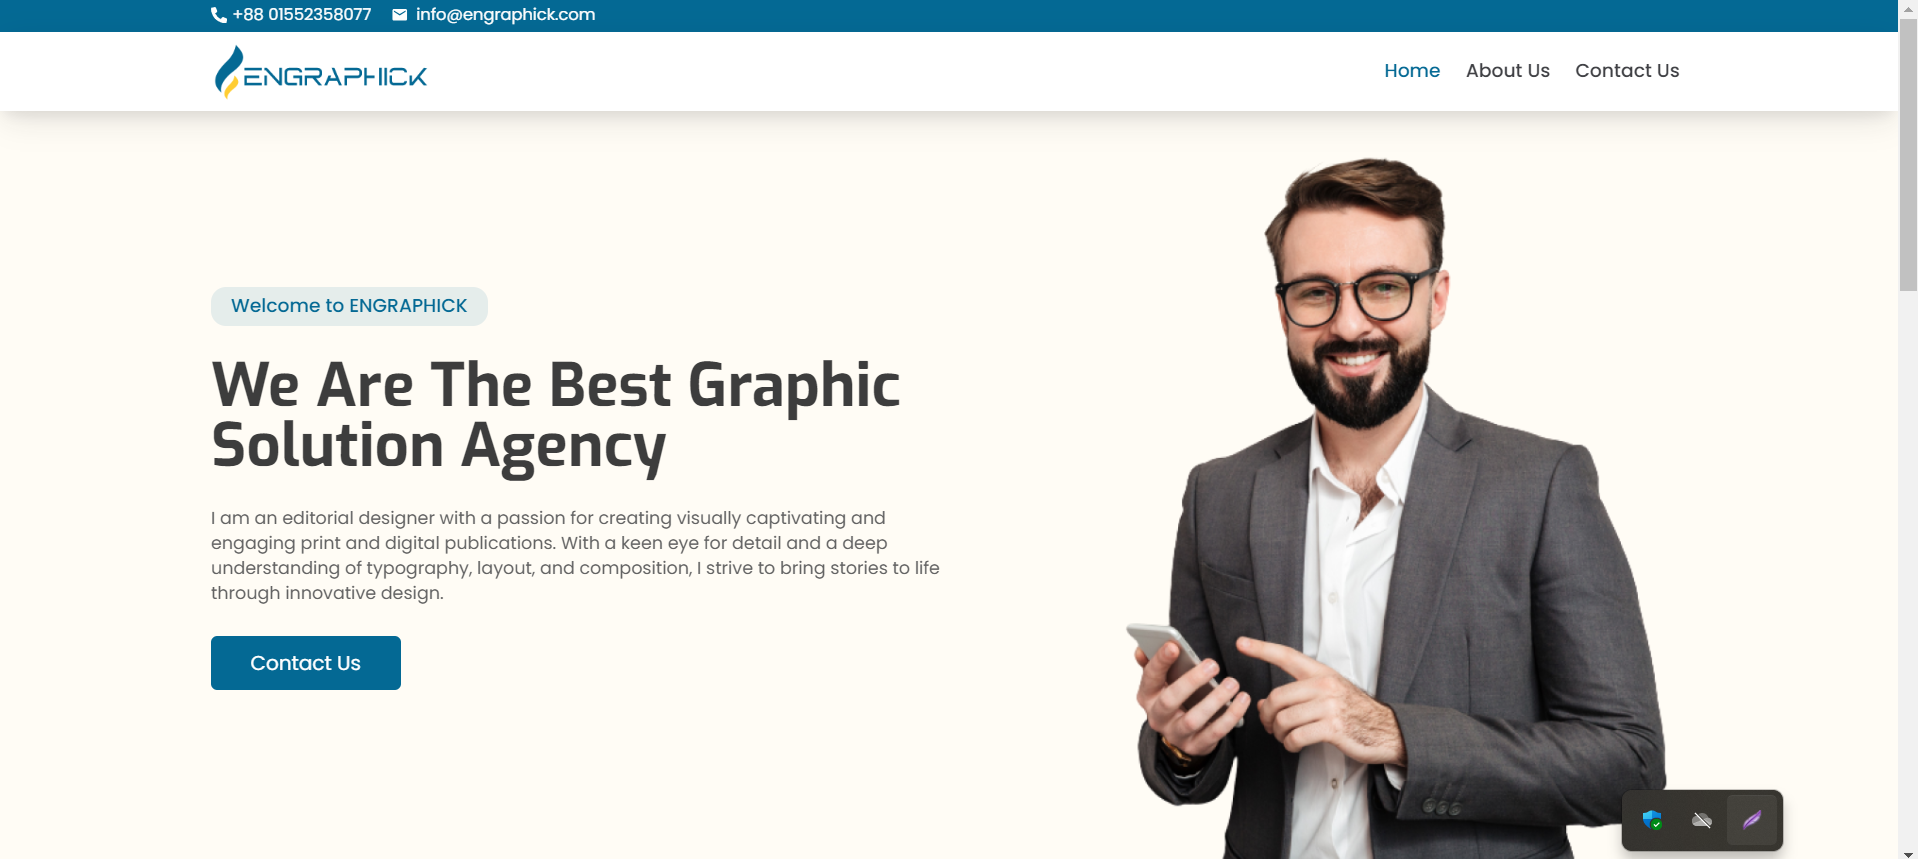 +88 01552358077 info@engraphick.com
ENGRAPHICK
Home About Us Contact Us
Welcome to ENGRAPHICK
We Are The Best Graphic
Solution Agency
I am an editorial designer with a passion for creating visually captivating and
engaging print and digital publications. With a keen eye for detail and a deep
understanding of typography, layout, and composition, I strive to bring stories to life
through innovative design.
Contact Us